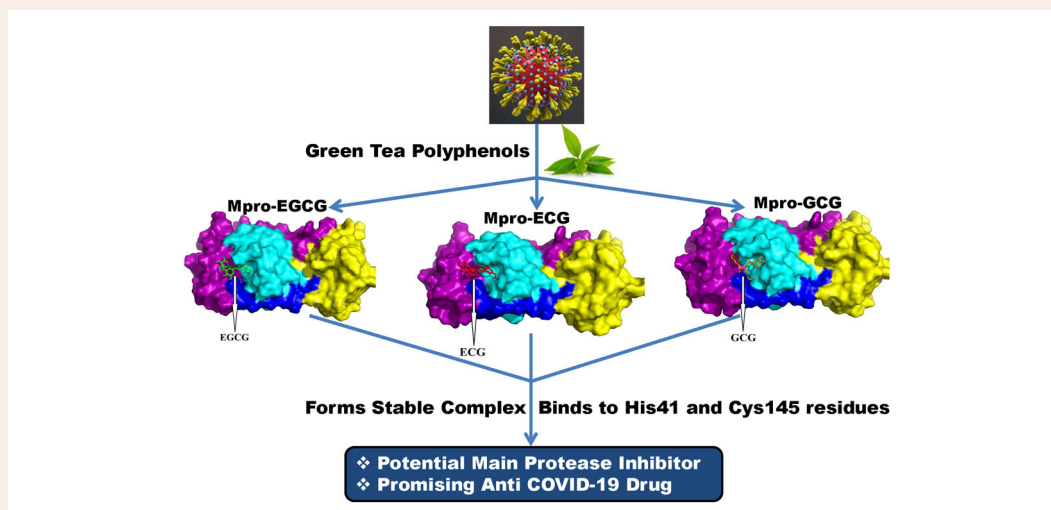 Green Tea Polyphenols
Mpro-EGCG
Mpro-ECG
Mpro-GCG
EGCG
ECG
GCG
Forms Stable Complex Binds to His41 and Cys145 residues
❖ Potential Main Protease Inhibitor
❖ Promising Anti COVID-19 Drug